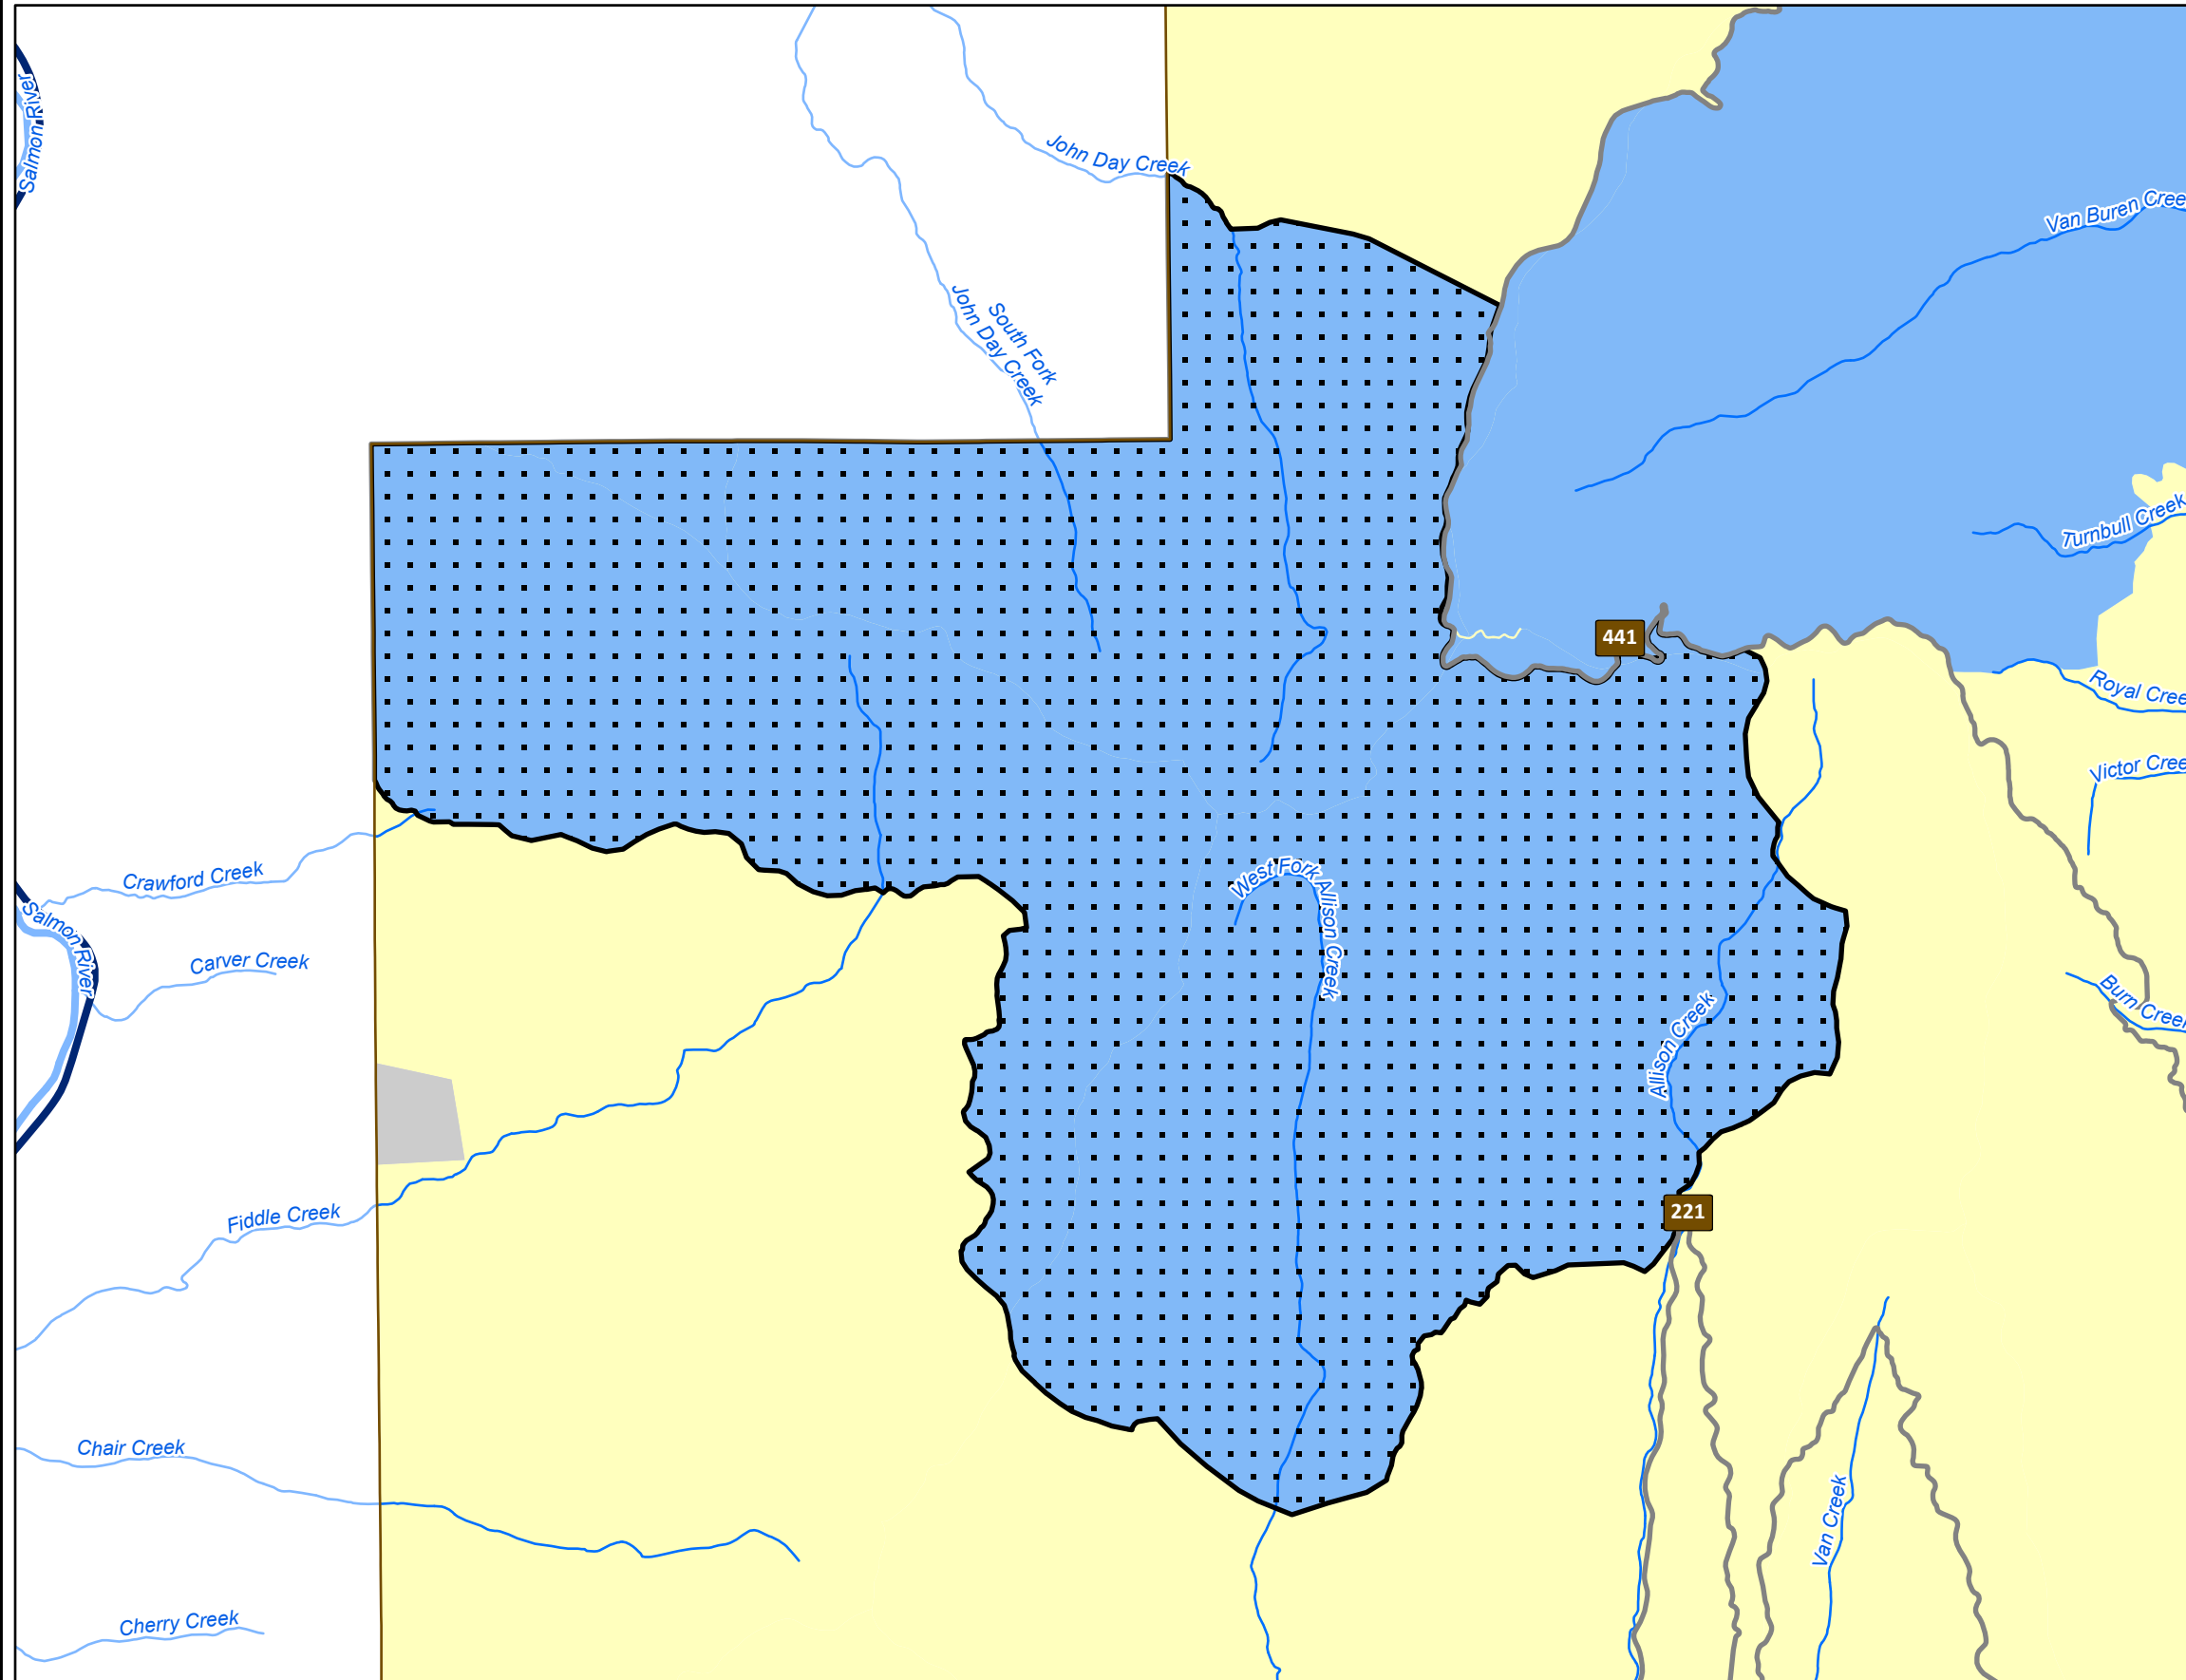 Salmon River
John Day Creek
Van Buren Cree
South Fork
John Day Creek
Turnbull Creek
441
Royal Cree
Victor Cree
Crawford Creek
West Fork Allison Creek
Salmon River
Carver Creek
Burn Creek
Allison Creek
Fiddle Creek
221
Chair Creek
Van Creek
Cherry Creek